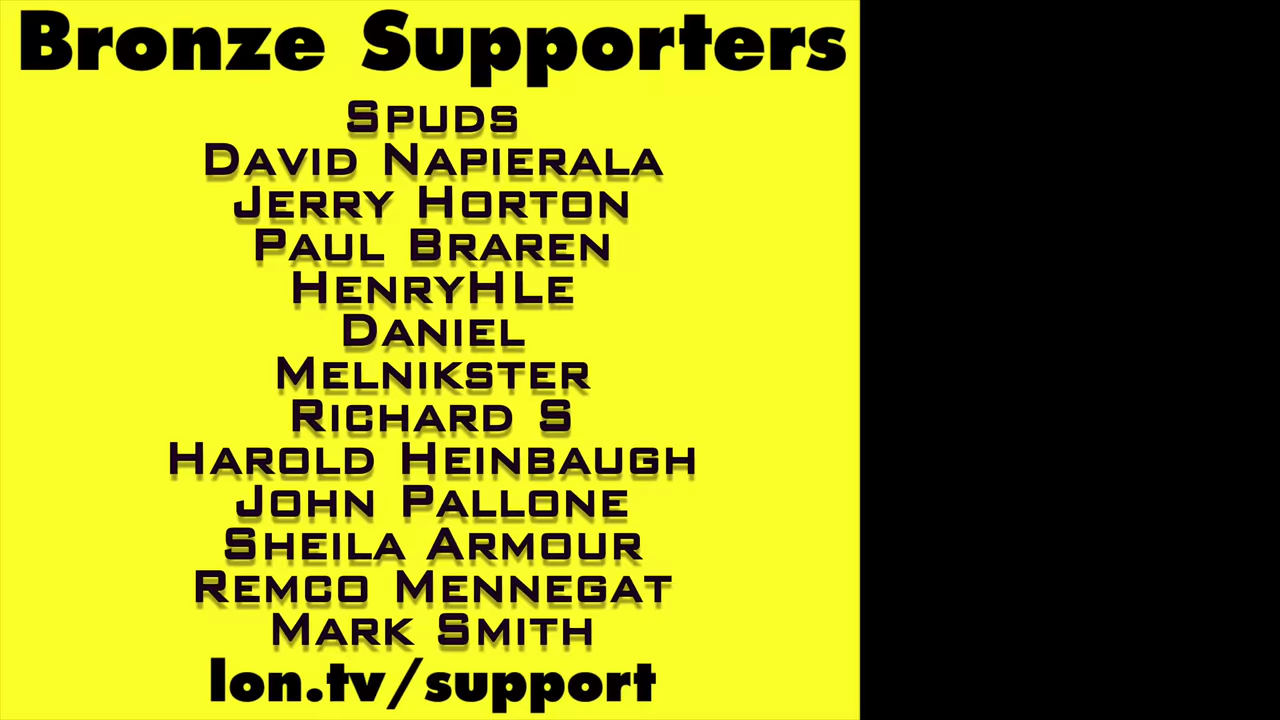 Bronze Supporters
Spuds
David Napierala
Jerry Horton
Paul Braren
HenryHLe
Daniel
Melnikster
Richard S
Harold Heinbaugh
John Pallone
Sheila Armour
Remco Mennegat
Mark Smith
lon.tv/support